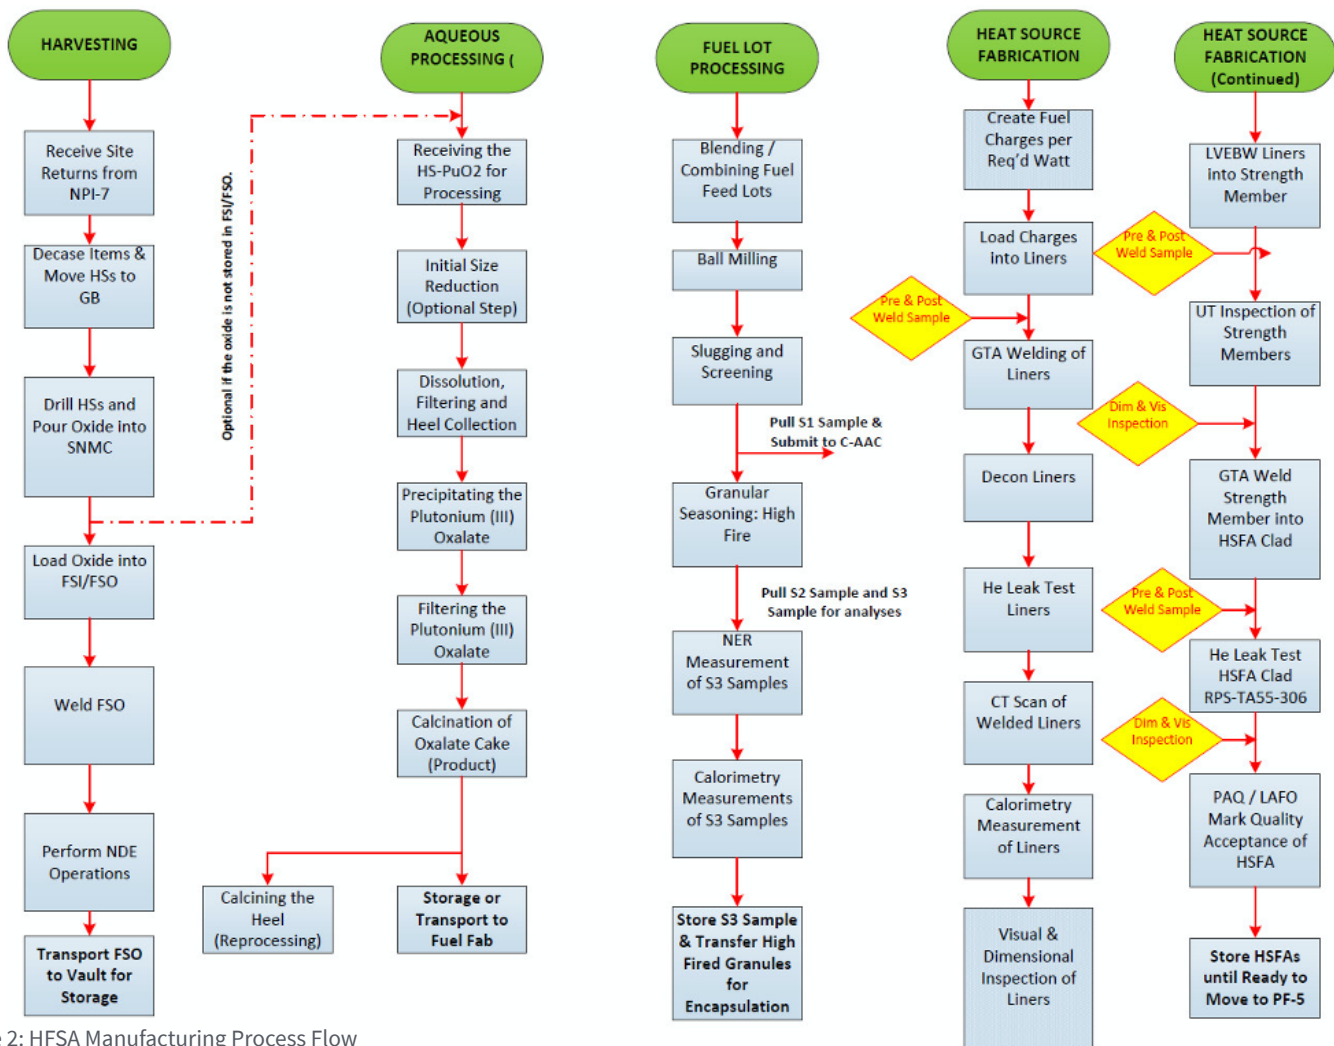 HARVESTING
Receive Site
Returns from
NPI-7
Decase Items &
Move HSs to
GB
Drill HSs and
Pour Oxide into
SNMC
Load Oxide into
FSI/FSO
Weld FSO
Perform NDE
Operations
Transport FSO
to Vault for
Storage
Optional if the oxide is not stored in FSI/FSO.
AQUEOUS
PROCESSING (
Receiving the
HS-PuO2 for
Processing
Initial Size
Reduction
(Optional Step)
Dissolution,
Filtering and
Heel Collection
Precipitating the
Plutonium (III)
Oxalate
Filtering the
Plutonium (III)
Oxalate
Calcination of
Oxalate Cake
(Product)
Calcining the
Heel
(Reprocessing)
Storage or
Transport to
Fuel Fab
FUEL LOT
PROCESSING
Blending /
Combining Fuel
Feed Lots
Ball Milling
Slugging and
Screening
Pull S1 Sample &
Submit to C-AAC
Granular
Seasoning: High
Fire
Pull S2 Sample and S3
Sample for analyses
NER
Measurement
of S3 Samples
Calorimetry
Measurements
of S3 Samples
Store S3 Sample
& Transfer High
Fired Granules
for
Encapsulation
HEAT SOURCE
FABRICATION
Create Fuel
Charges per
Req'd Watt
Load Charges
into Liners
Pre & Post
Weld Sample
GTA Welding of
Liners
Decon Liners
He Leak Test
Liners
CT Scan of
Welded Liners
Calorimetry
Measurement
of Liners
Visual &
Dimensional
Inspection of
Liners
HEAT SOURCE
FABRICATION
(Continued)
LVEBW Liners
into Strength
Member
Pre & Post
Weld Sample
UT Inspection of
Strength
Members
Dim & Vis
Inspection
GTA Weld
Strength
Member into
HSFA Clad
Pre & Post
Weld Sample
He Leak Test
HSFA Clad
RPS-TA55-306
Dim & Vis
Inspection
PAQ / LAFO
Mark Quality
Acceptance of
HSFA
Store HSFAs
until Ready to
Move to PF-5
2: HFSA Manufacturing Process Flow